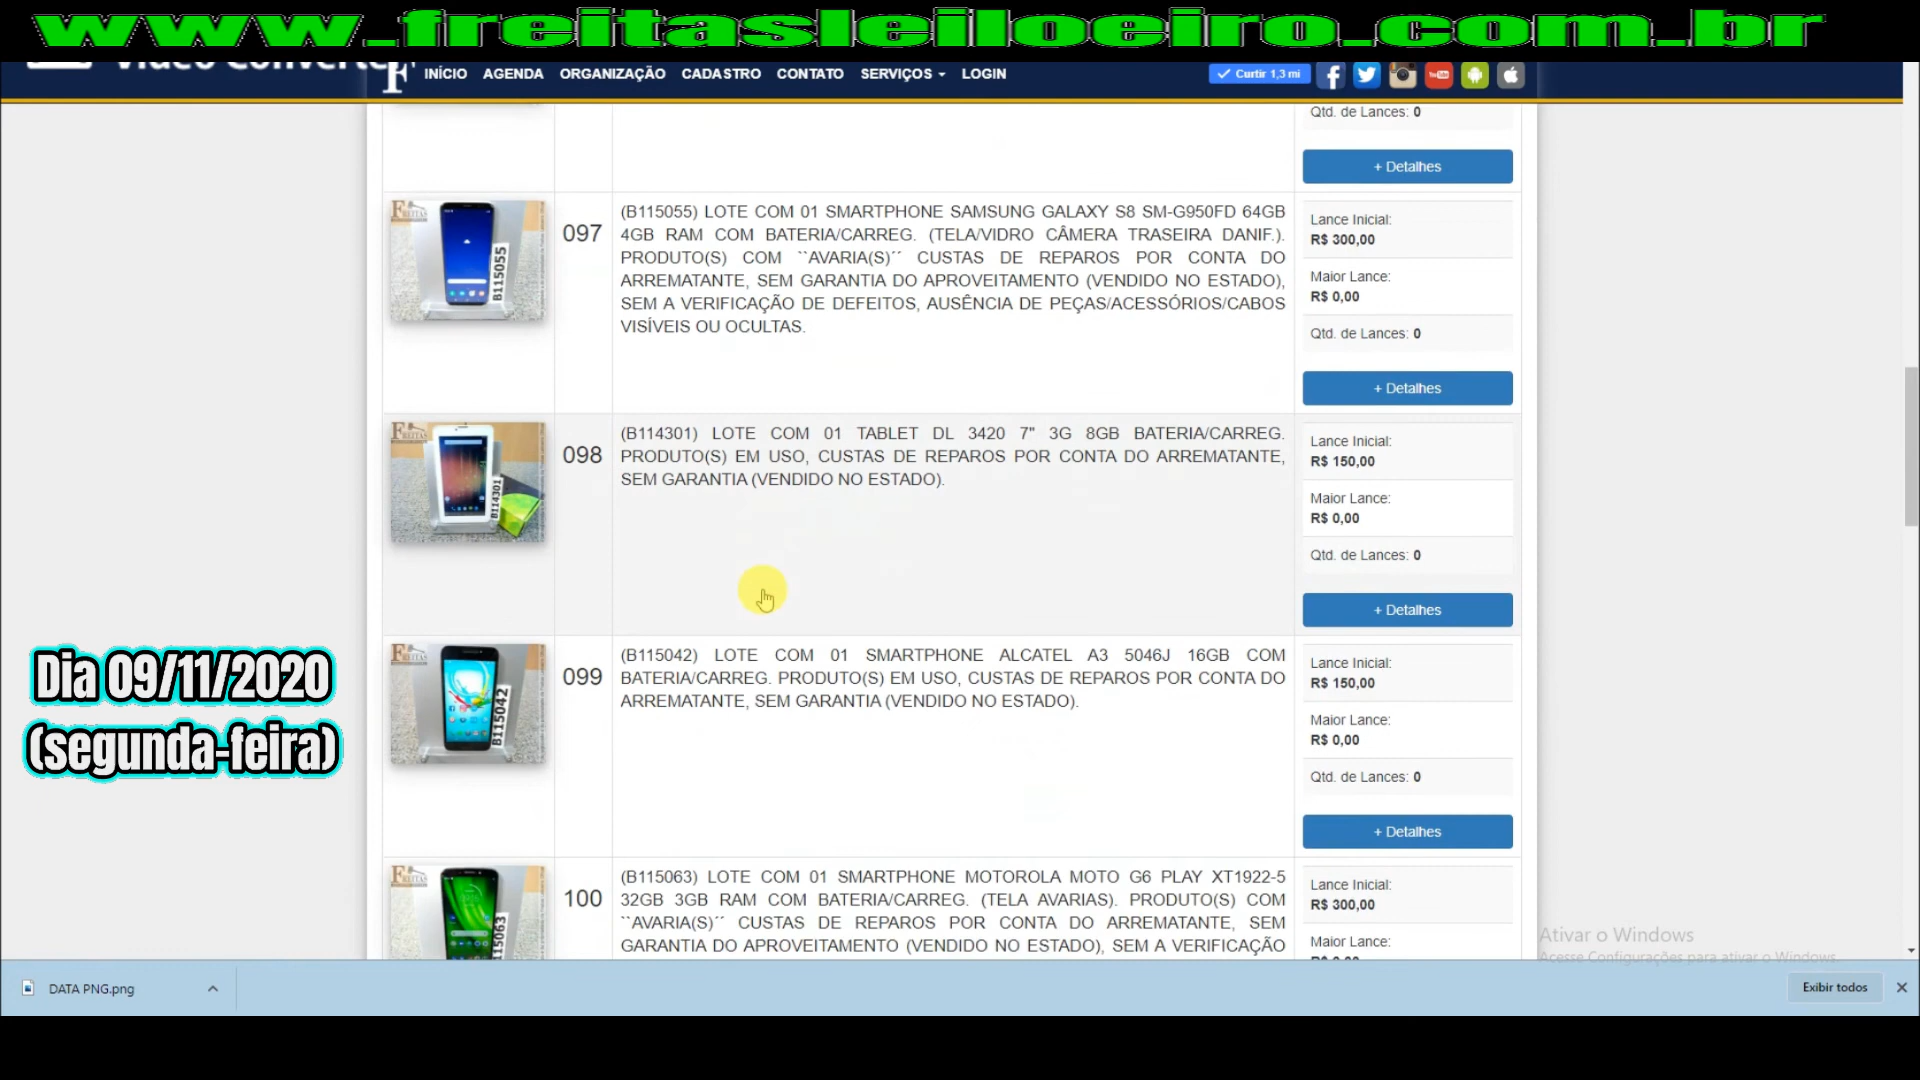 www.freitasleiloeiro.com.br
INÍCIO AGENDA ORGANIZAÇÃO CADASTRO CONTATO SERVIÇOS LOGIN
Curtir 1,3 mi
Qtd. de Lances: 0
+ Detalhes
097
B115055
(B115055) LOTE COM 01 SMARTPHONE SAMSUNG GALAXY S8 SM-G950FD 64GB
4GB RAM COM BATERIA/CARREG. (TELA/VIDRO CÂMERA TRASEIRA DANIF.).
PRODUTO(S) COM ``AVARIA(S)´´ CUSTAS DE REPAROS POR CONTA DO
ARREMATANTE, SEM GARANTIA DO APROVEITAMENTO (VENDIDO NO ESTADO),
SEM A VERIFICAÇÃO DE DEFEITOS, AUSÊNCIA DE PEÇAS/ACESSÓRIOS/CABOS
VISÍVEIS OU OCULTAS.
Lance Inicial:
R$ 300,00
Maior Lance:
R$ 0,00
Qtd. de Lances: 0
+ Detalhes
098
B114301
(B114301) LOTE COM 01 TABLET DL 3420 7" 3G 8GB BATERIA/CARREG.
PRODUTO(S) EM USO, CUSTAS DE REPAROS POR CONTA DO ARREMATANTE,
SEM GARANTIA (VENDIDO NO ESTADO).
Lance Inicial:
R$ 150,00
Maior Lance:
R$ 0,00
Qtd. de Lances: 0
+ Detalhes
099
B115042
(B115042) LOTE COM 01 SMARTPHONE ALCATEL A3 5046J 16GB COM
BATERIA/CARREG. PRODUTO(S) EM USO, CUSTAS DE REPAROS POR CONTA DO
ARREMATANTE, SEM GARANTIA (VENDIDO NO ESTADO).
Lance Inicial:
R$ 150,00
Maior Lance:
R$ 0,00
Qtd. de Lances: 0
+ Detalhes
100
(B115063) LOTE COM 01 SMARTPHONE MOTOROLA MOTO G6 PLAY XT1922-5
32GB 3GB RAM COM BATERIA/CARREG. (TELA AVARIAS). PRODUTO(S) COM
``AVARIA(S)´´ CUSTAS DE REPAROS POR CONTA DO ARREMATANTE, SEM
GARANTIA DO APROVEITAMENTO (VENDIDO NO ESTADO), SEM A VERIFICAÇÃO
Lance Inicial:
R$ 300,00
Maior Lance:
Dia 09/11/2020
(segunda-feira)
Ativar o Windows
Acesse Configurações para ativar o Windows.
DATA PNG.png
Exibir todos